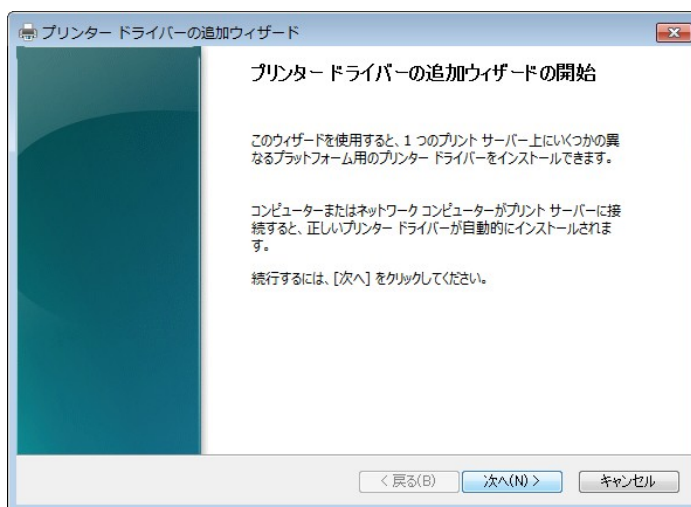 プリンター ドライバーの追加ウィザード
プリンター ドライバーの追加ウィザードの開始
このウィザードを使用すると、1 つのプリント サーバー上にいくつかの異
なるプラットフォーム用のプリンター ドライバーをインストールできます。
コンピューターまたはネットワーク コンピューターがプリント サーバーに接
続すると、正しいプリンター ドライバーが自動的にインストールされま
す。
続行するには、[次へ] をクリックしてください。
< 戻る(B) 次へ(N) > キャンセル